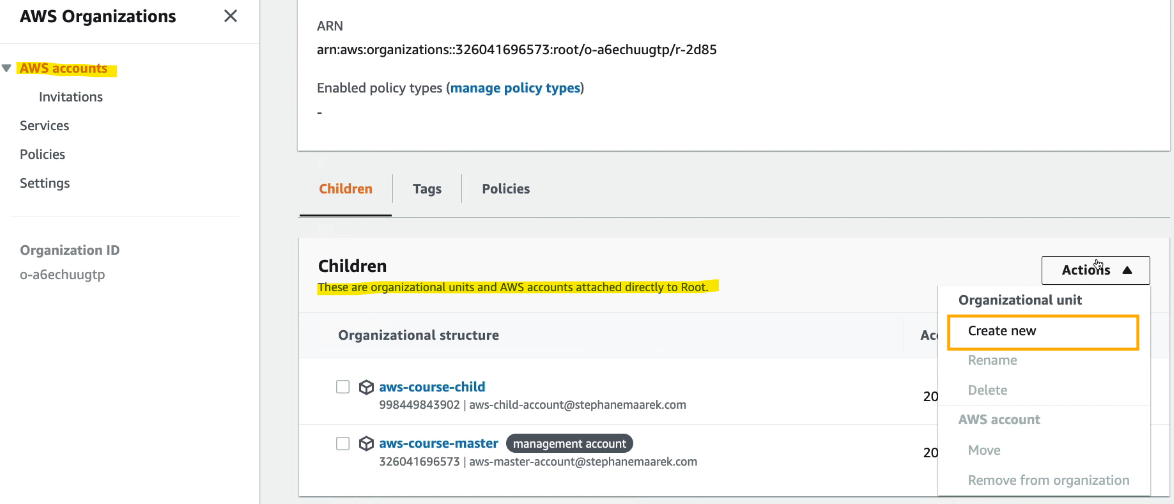 AWS Organizations
AWS accounts
Invitations
Services
Policies
Settings
Organization ID
o-a6echuugtp
ARN
arn:aws:organizations::326041696573:root/o-a6echuugtp/r-2d85
Enabled policy types (manage policy types)
-
Children
Tags
Policies
Children
These are organizational units and AWS accounts attached directly to Root.
Actions
Organizational unit
Create new
Rename
Delete
AWS account
Move
Remove from organization
Organizational structure
aws-course-child
998449843902 | aws-child-account@stephanemaarek.com
20
aws-course-master management account
326041696573 | aws-master-account@stephanemaarek.com
20